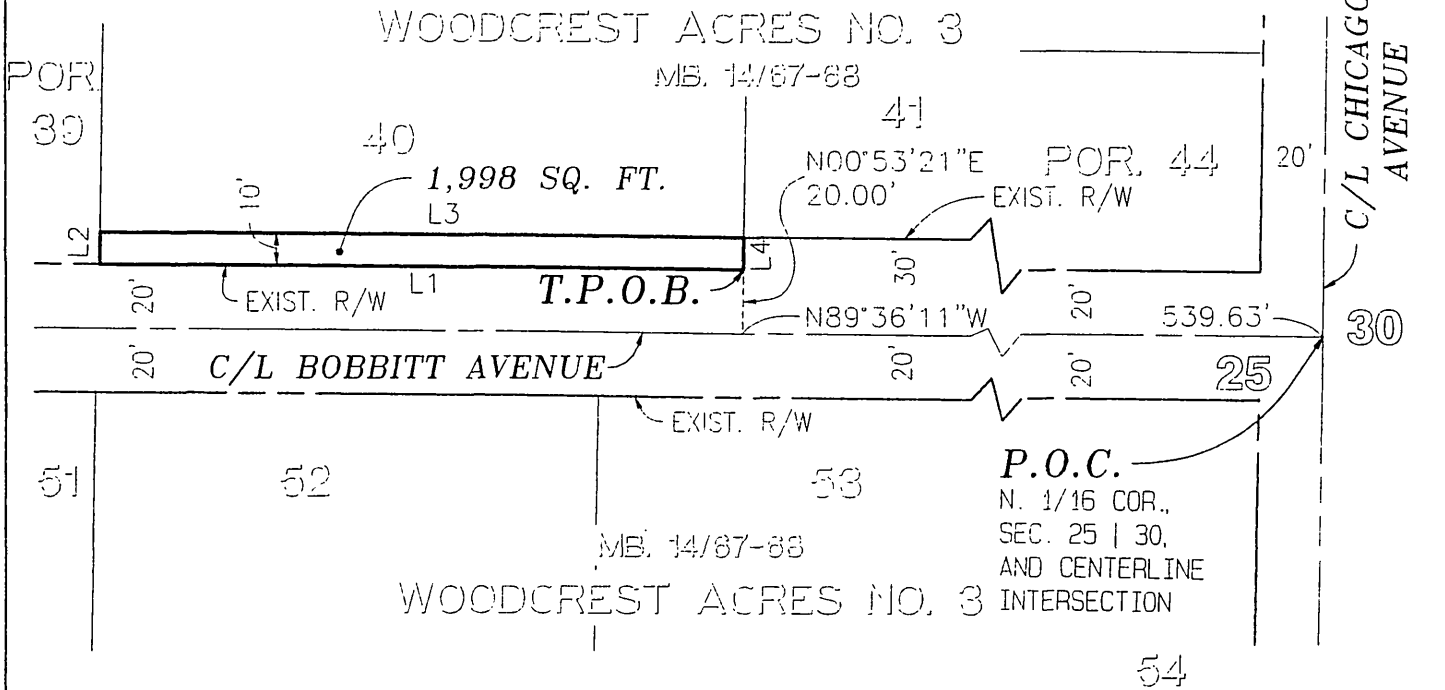 WOODCREST ACRES NO. 3
MB. 14/67-68
C/L CHICAGO
AVENUE
POR.
39
40
41
POR. 44
20'
N00°53'21"E
20.00'
EXIST. R/W
1,998 SQ. FT.
10'
L3
L2
L4
L1
30'
EXIST. R/W
T.P.O.B.
20'
20'
N89°36'11"W
539.63'
30
C/L BOBBITT AVENUE
20'
20'
20'
25
EXIST. R/W
P.O.C.
N. 1/16 COR.,
SEC. 25 | 30,
AND CENTERLINE
INTERSECTION
51
52
53
MB. 14/67-68
WOODCREST ACRES NO. 3
54